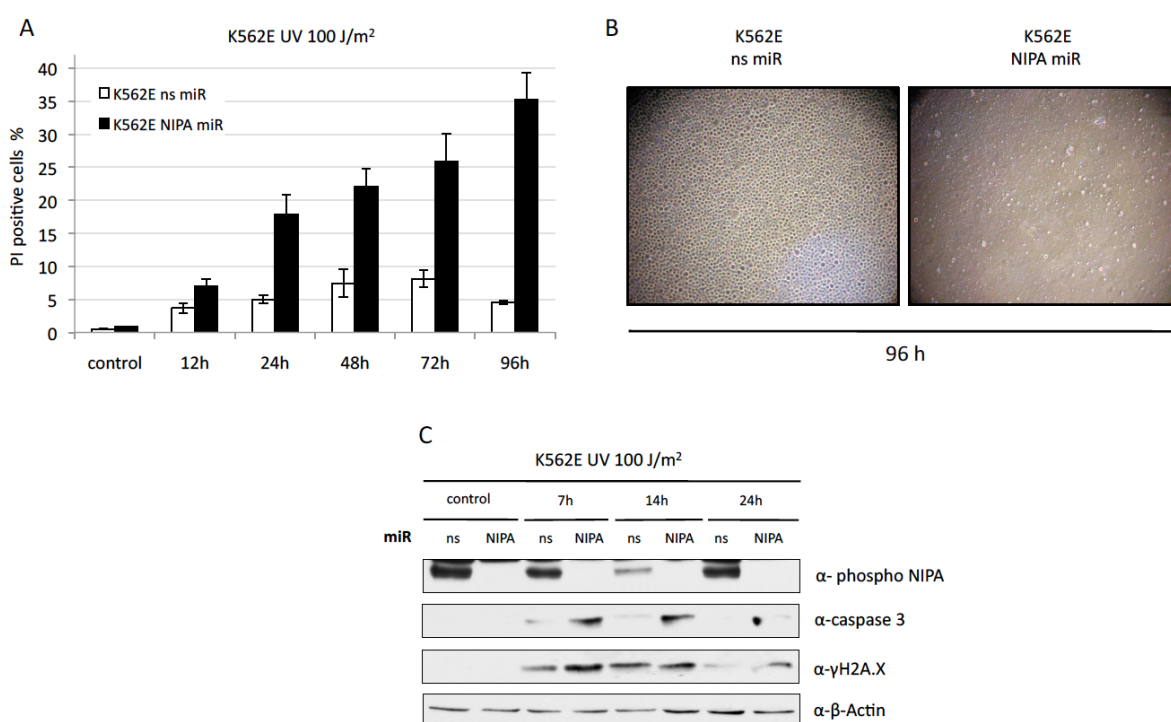 A
K562E UV 100 J/m²
PI positive cells %
40
35
30
25
20
15
10
5
0
K562E ns miR
K562E NIPA miR
control 12h 24h 48h 72h 96h
B
K562E
ns miR
K562E
NIPA miR
96 h
C
K562E UV 100 J/m²
control 7h 14h 24h
miR ns NIPA ns NIPA ns NIPA ns NIPA
α- phospho NIPA
α-caspase 3
α-γH2A.X
α-β-Actin